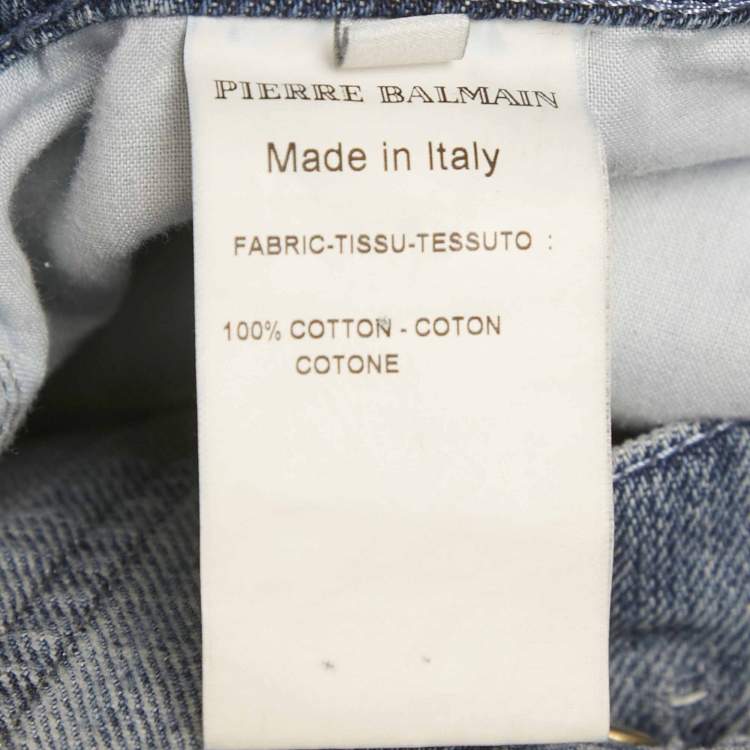 PIERRE BALMAIN
Made in Italy
FABRIC-TISSU-TESSUTO :
100% COTTON - COTON
COTONE